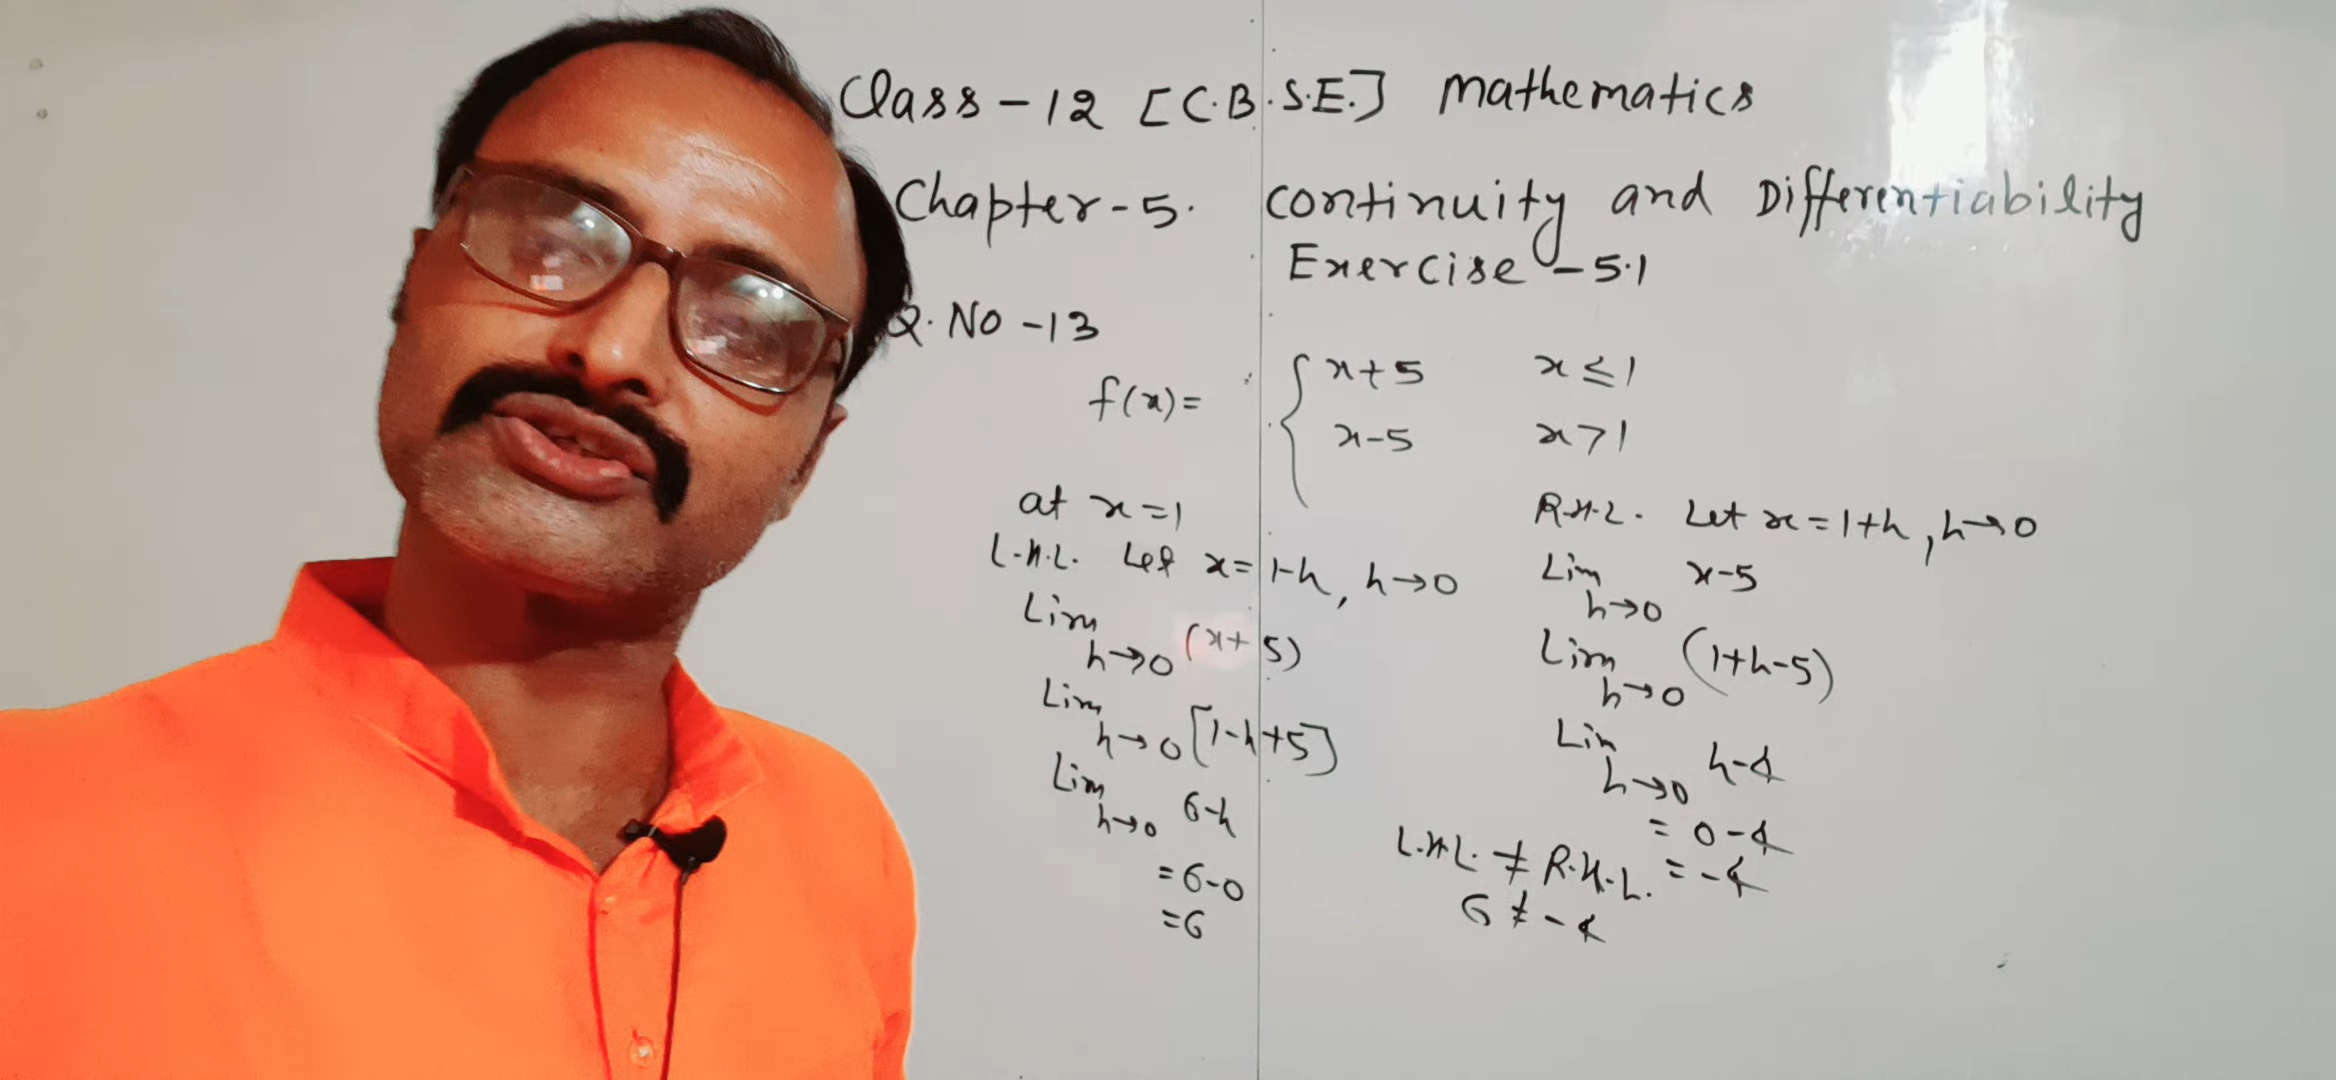 Class-12 [C.B.S.E.] Mathematics
Chapter-5. Continuity and Differentiability
Exercise-5.1
Q.No-13
f(x)= { x+5 x≤1
x-5 x>1
at x=1
L.H.L. Let x=1-h, h→0
Lim h→0 (x+5)
Lim h→0 [1-h+5]
Lim h→0 6-h
=6-0
=6
R.H.L. Let x=1+h, h→0
Lim h→0 x-5
Lim h→0 (1+h-5)
Lim h→0 h-4
= 0-4
= -4
L.H.L. ≠ R.H.L.
6 ≠ -4